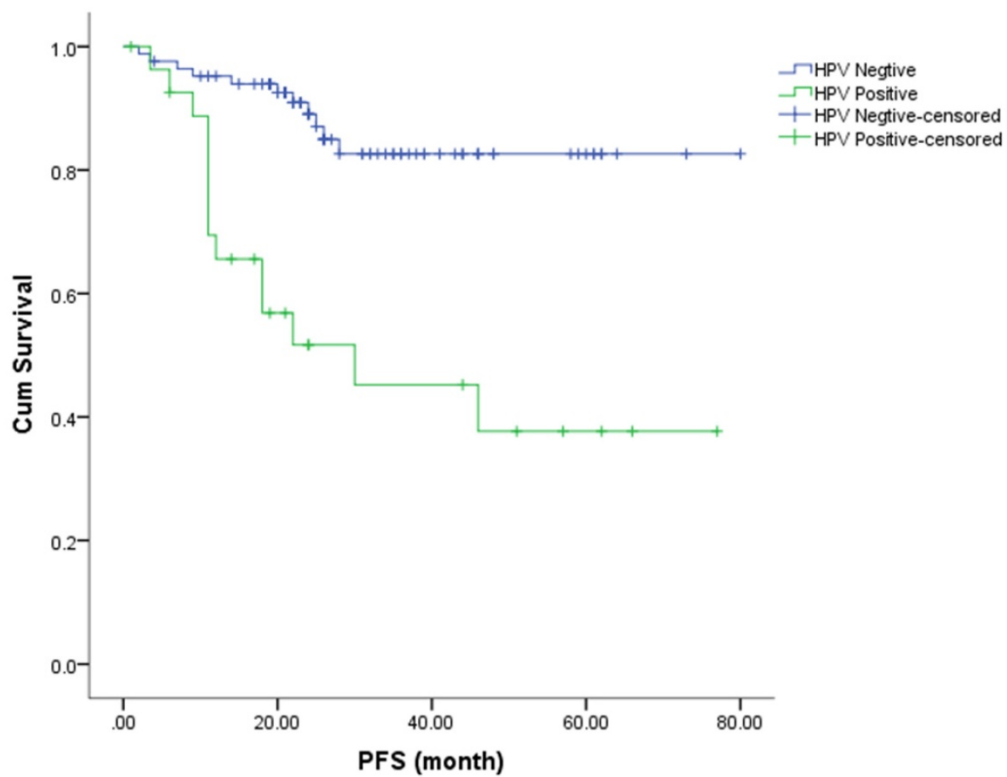 1.0
0.8
0.6
0.4
0.2
0.0
Cum Survival
.00 20.00 40.00 60.00 80.00
PFS (month)
HPV Negtive
HPV Positive
HPV Negtive-censored
HPV Positive-censored